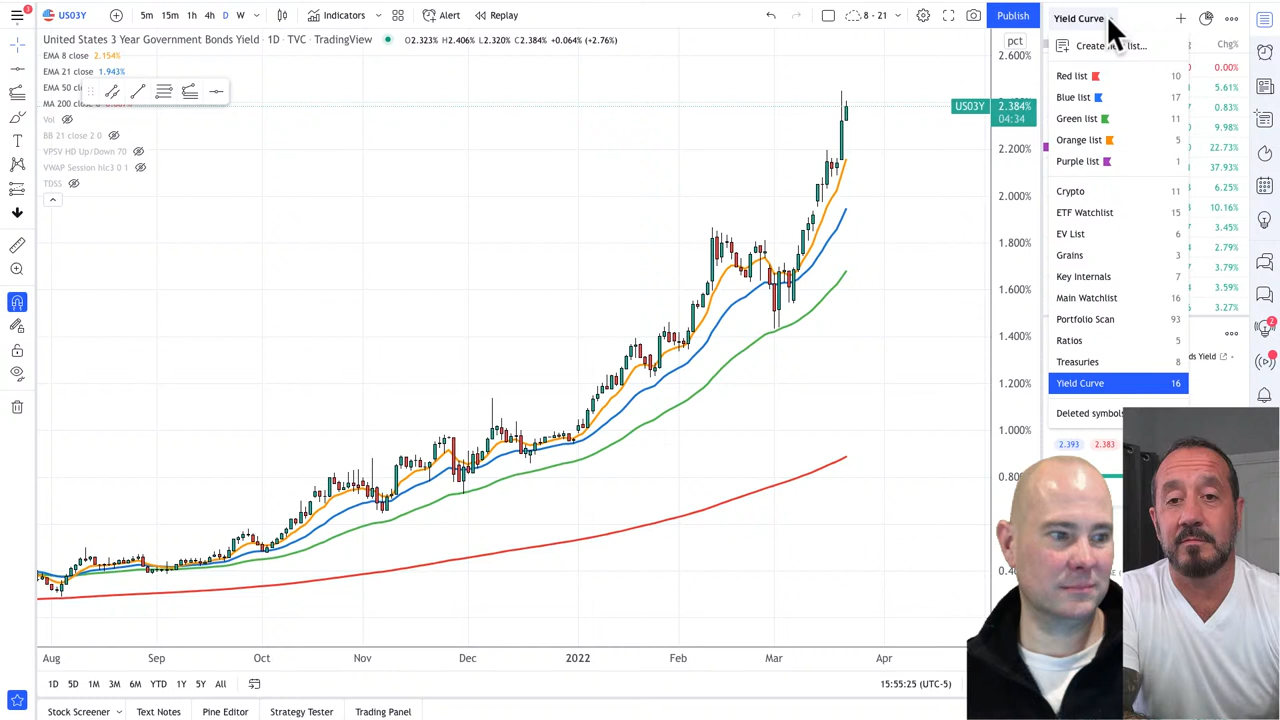 US03Y
5m 15m 1h 4h D W
Indicators
Alert
Replay
8 - 21
Publish
Yield Curve
United States 3 Year Government Bonds Yield · 1D · TVC · TradingView
H2.406% L2.320% C2.384% +0.064% (+2.76%)
EMA 8 close 2.154%
EMA 21 close 1.943%
EMA 50
MA 200 close
Vol
BB 21 close 2 0
VPSV HD Up/Down 70
VWAP Session hlc3 0 1
TDSS
pct
2.600%
US03Y 2.384%
04:34
2.200%
2.000%
1.800%
1.600%
1.400%
1.200%
1.000%
Chg%
0.00%
5.61%
0.83%
9.98%
22.73%
37.93%
6.25%
10.16%
3.45%
2.79%
3.79%
3.59%
3.27%
Red list 10
Blue list 17
Green list 11
Orange list 5
Purple list 1
Crypto 11
ETF Watchlist 15
EV List 6
Grains 3
Key Internals 7
Main Watchlist 16
Portfolio Scan 93
Ratios 5
Treasuries 8
Yield Curve 16
ds Yield
2.393 2.383
Aug Sep Oct Nov Dec 2022 Feb Mar Apr
1D 5D 1M 3M 6M YTD 1Y 5Y All
15:55:25 (UTC-5)
Stock Screener Text Notes Pine Editor Strategy Tester Trading Panel